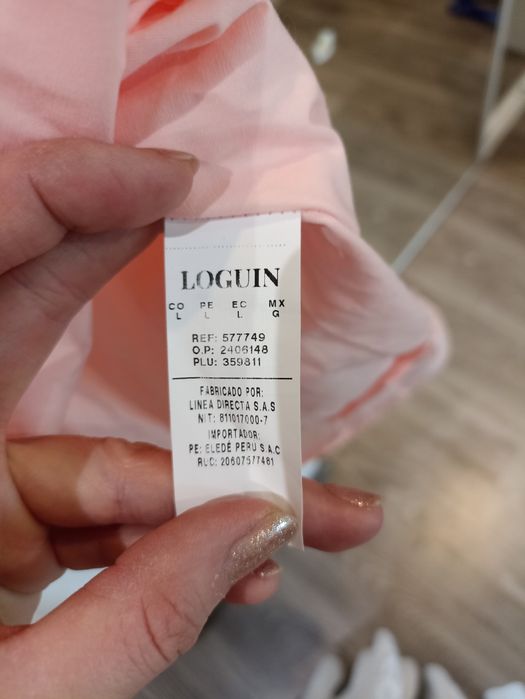 LOGUIN
CO PE EC MX
L L L G
REF: 577749
O.P: 2406148
PLU: 359811
FABRICADO POR:
LINEA DIRECTA S.A.S
NIT: 811017000-7
IMPORTADOR:
PE: ELEDE PERU S.A.C
RUC: 20607577481